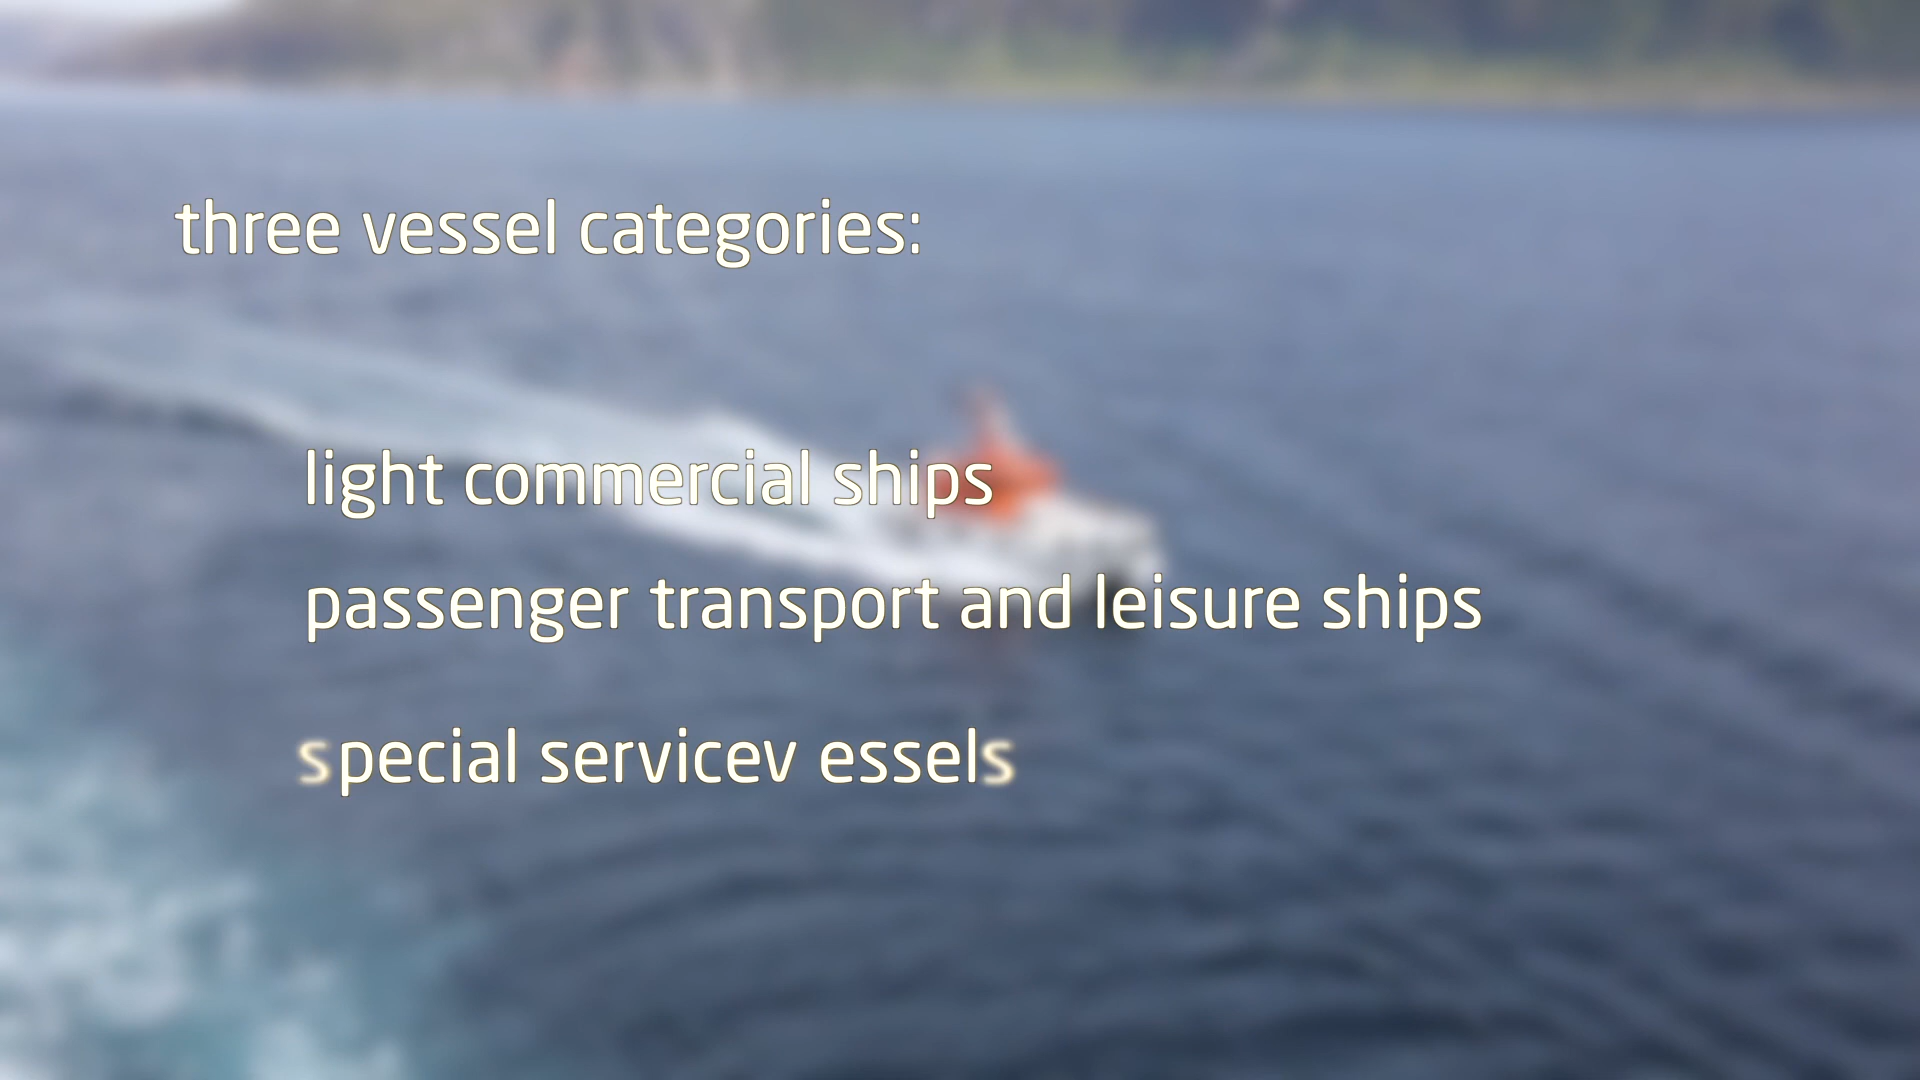 three vessel categories:
light commercial ships
passenger transport and leisure ships
special servicev essels